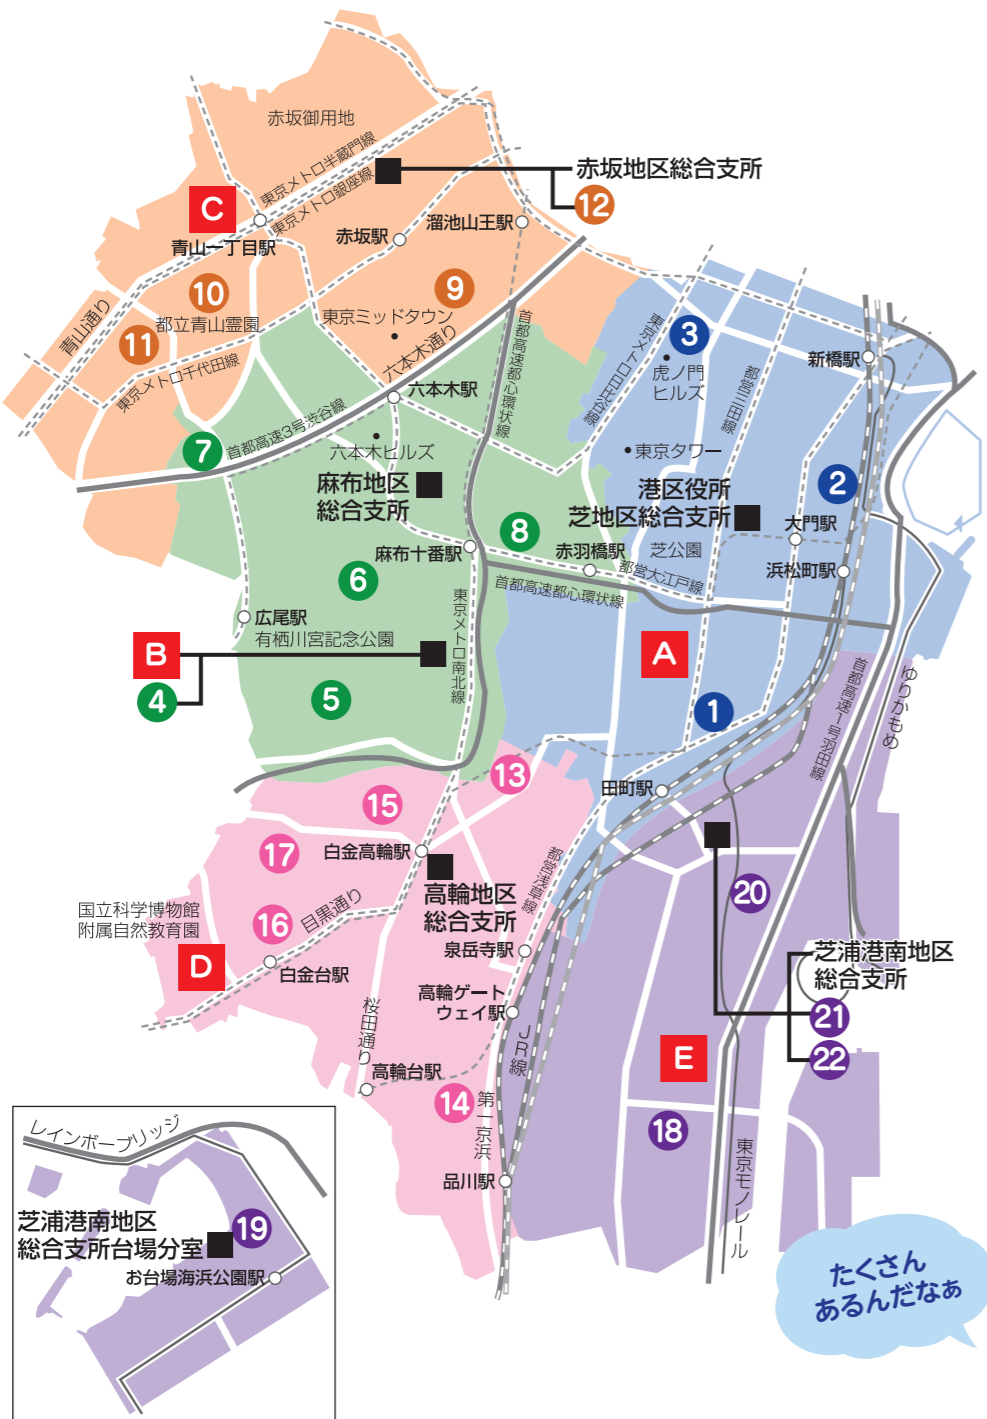 赤坂御用地
東京メトロ半蔵門線
東京メトロ銀座線
赤坂地区総合支所
12
C
青山一丁目駅
赤坂駅
溜池山王駅
10
都立青山霊園
9
東京ミッドタウン
青山通り
11
東京メトロ千代田線
六本木通り
首都高速都心環状線
六本木駅
東京メトロ日比谷線
3
虎ノ門
ヒルズ
都営三田線
新橋駅
7
首都高速3号渋谷線
六本木ヒルズ
東京タワー
麻布地区
総合支所
港区役所
芝地区総合支所
2
大門駅
8
麻布十番駅
赤羽橋駅
芝公園
都営大江戸線
浜松町駅
6
首都高速都心環状線
広尾駅
有栖川宮記念公園
東京メトロ南北線
B
4
5
A
1
首都高速1号羽田線
ゆりかもめ
13
田町駅
15
17
白金高輪駅
高輪地区
総合支所
都営浅草線
20
国立科学博物館
附属自然教育園
16
目黒通り
D
白金台駅
泉岳寺駅
芝浦港南地区
総合支所
21
22
高輪ゲート
ウェイ駅
JR線
桜田通り
E
高輪台駅
14
第一京浜
18
東京モノレール
品川駅
レインボーブリッジ
芝浦港南地区
総合支所台場分室
19
お台場海浜公園駅
たくさん
あるんだなぁ